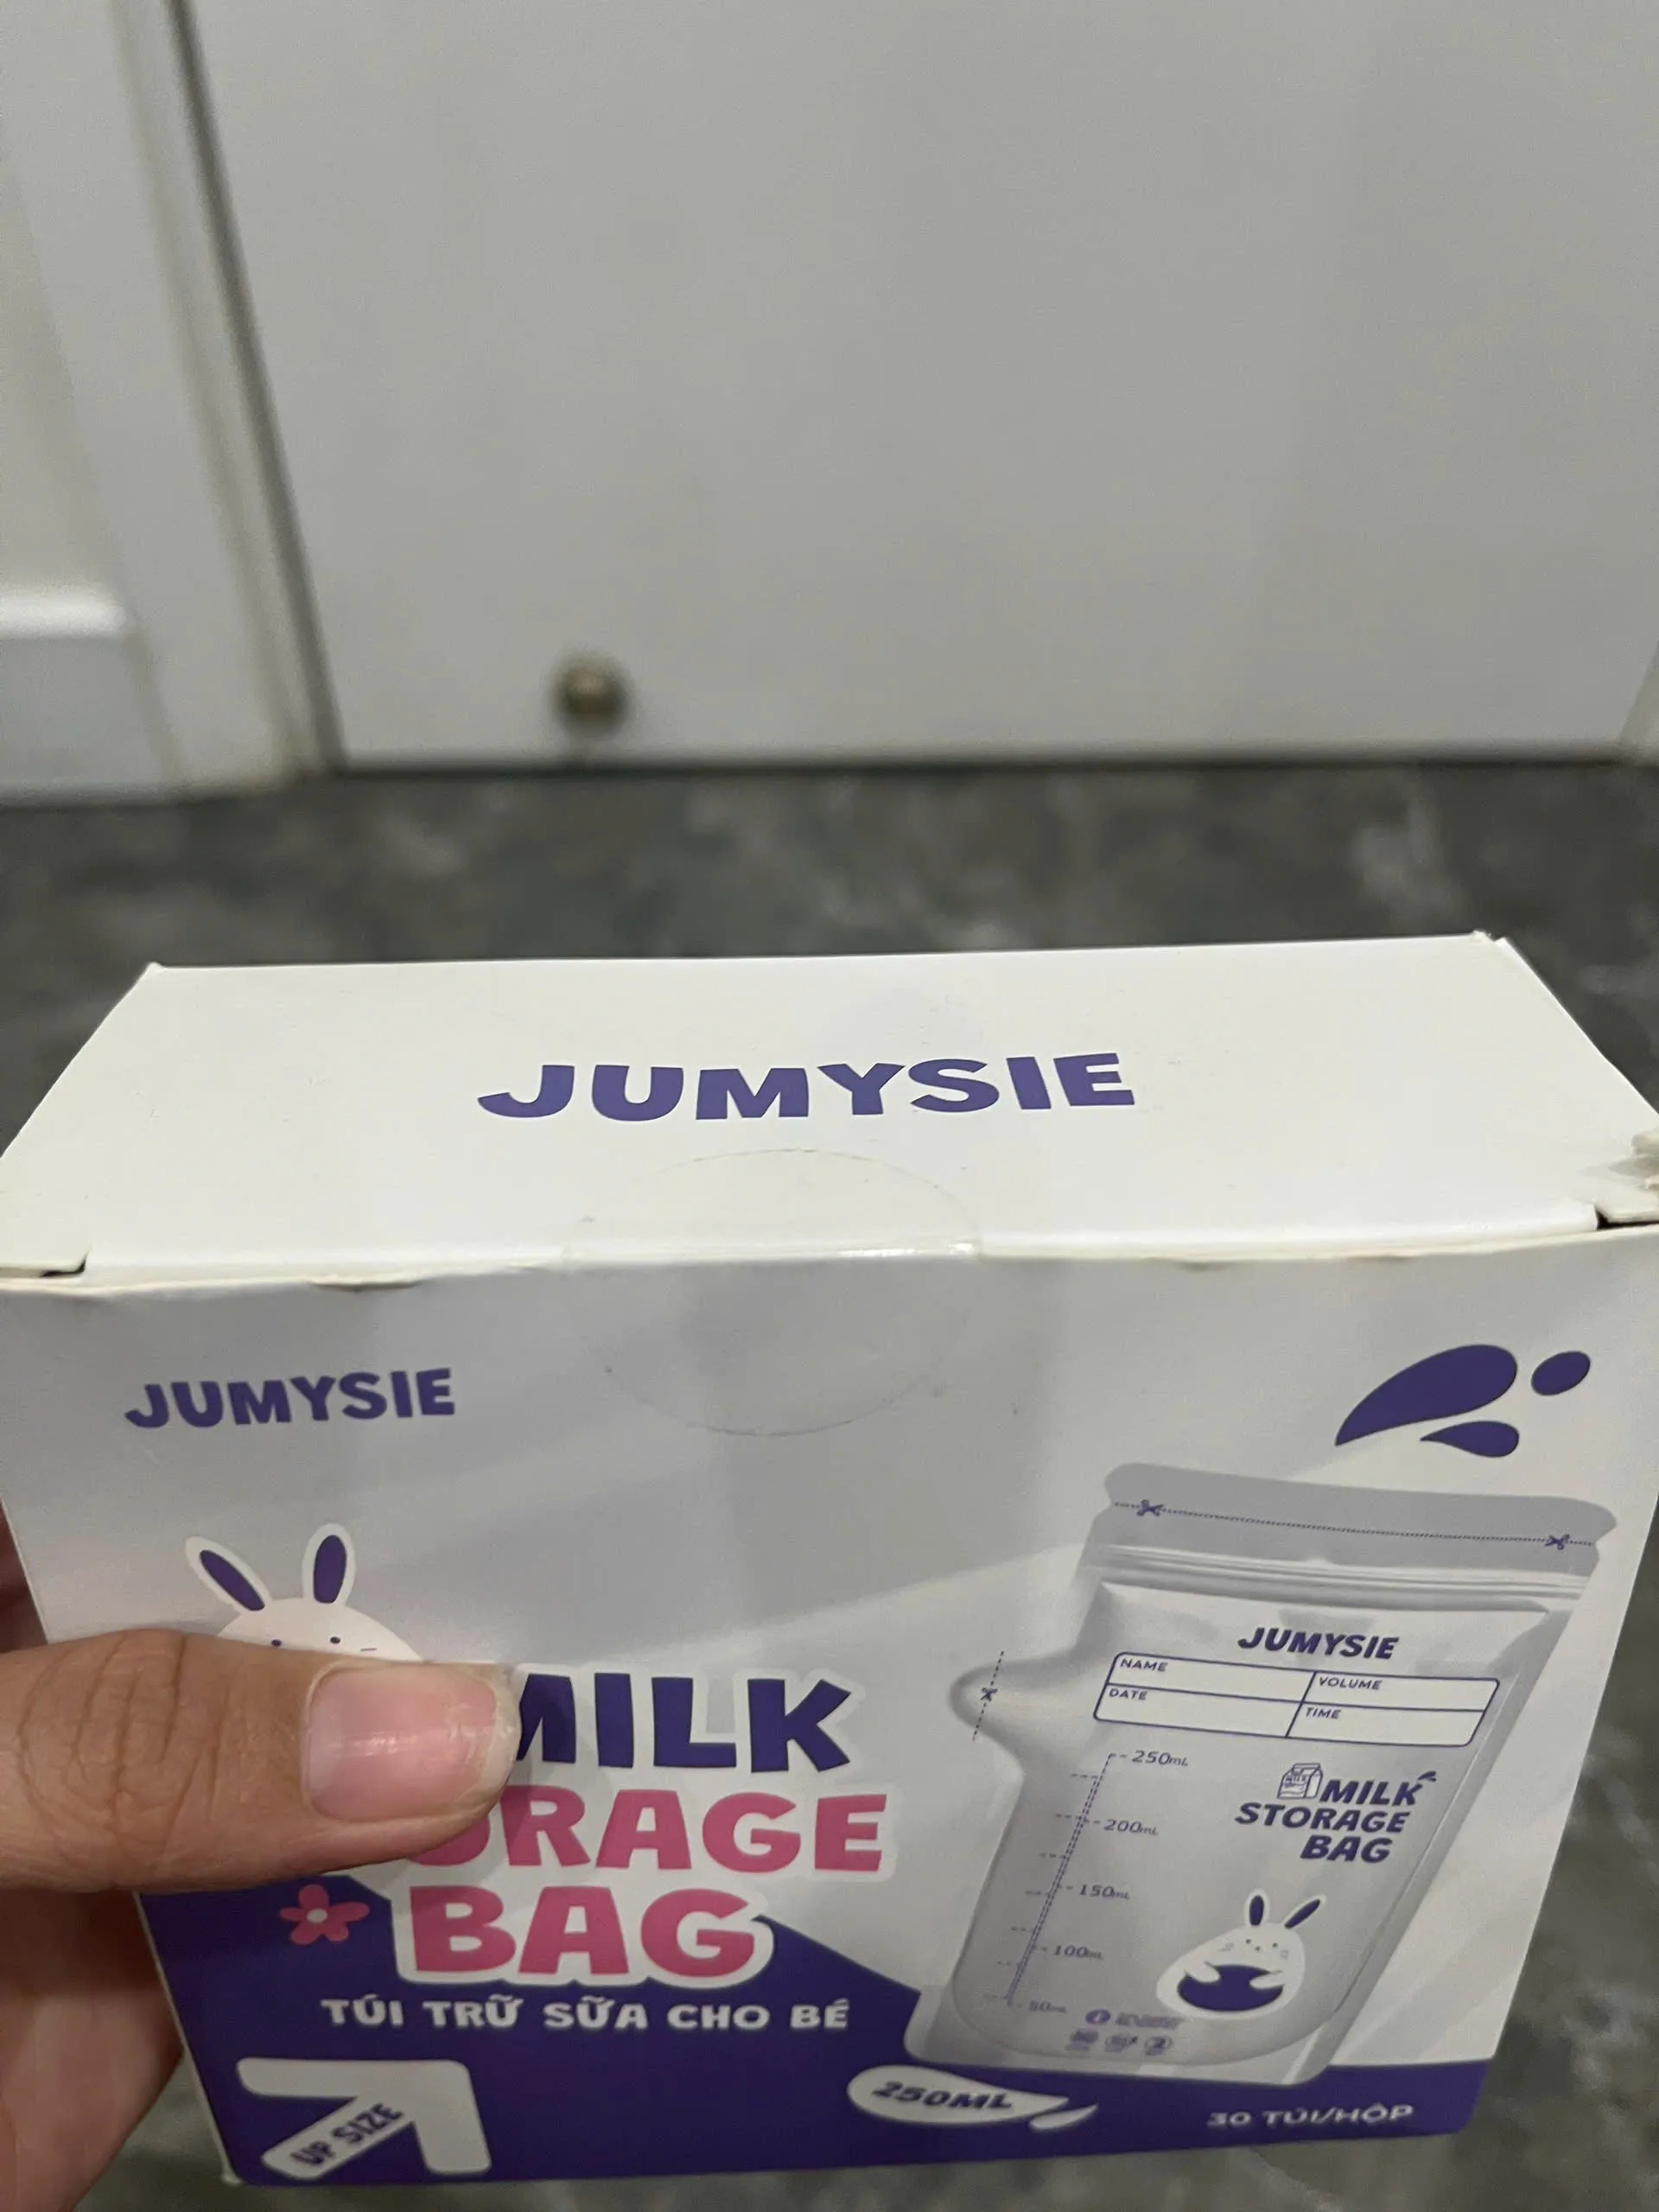 JUMYSIE
JUMYSIE
MILK
BAG
TÚI TRỮ SỮA CHO BÉ
UP SIZE
250ML
30 TÚI/HỘP
JUMYSIE
NAME
VOLUME
DATE
TIME
250mL
200mL
150mL
100mL
50mL
MILK
STORAGE
BAG